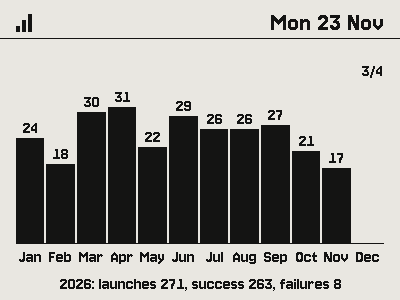 Mon 23 Nov
3/4
24 18 30 31 22 29 26 26 27 21 17
Jan Feb Mar Apr May Jun Jul Aug Sep Oct Nov Dec
2026: launches 271, success 263, failures 8